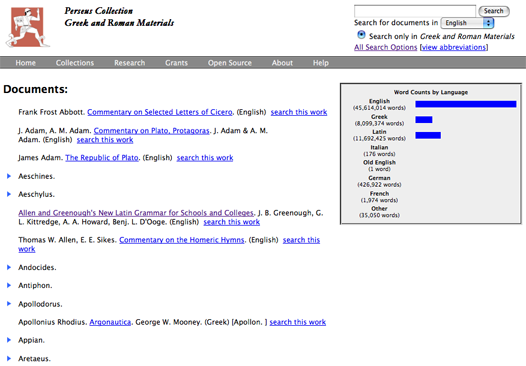 Perseus Collection
Greek and Roman Materials
Search
Search for documents in English
Search only in Greek and Roman Materials
All Search Options [view abbreviations]
Home Collections Research Grants Open Source About Help
Documents:
Frank Frost Abbott. Commentary on Selected Letters of Cicero. (English) search this work
J. Adam, A. M. Adam. Commentary on Plato, Protagoras. J. Adam & A. M.
Adam. (English) search this work
James Adam. The Republic of Plato. (English) search this work
Aeschines.
Aeschylus.
Allen and Greenough's New Latin Grammar for Schools and Colleges. J. B. Greenough, G.
L. Kittredge, A. A. Howard, Benj. L. D'Ooge. (English) search this work
Thomas W. Allen, E. E. Sikes. Commentary on the Homeric Hymns. (English) search this
work
Andocides.
Antiphon.
Apollodorus.
Apollonius Rhodius. Argonautica. George W. Mooney. (Greek) [Apollon. ] search this work
Appian.
Aretaeus.
Word Counts by Language
English
(45,614,014 words)
Greek
(8,099,374 words)
Latin
(11,692,425 words)
Italian
(176 words)
Old English
(1 word)
German
(426,922 words)
French
(1,974 words)
Other
(35,050 words)